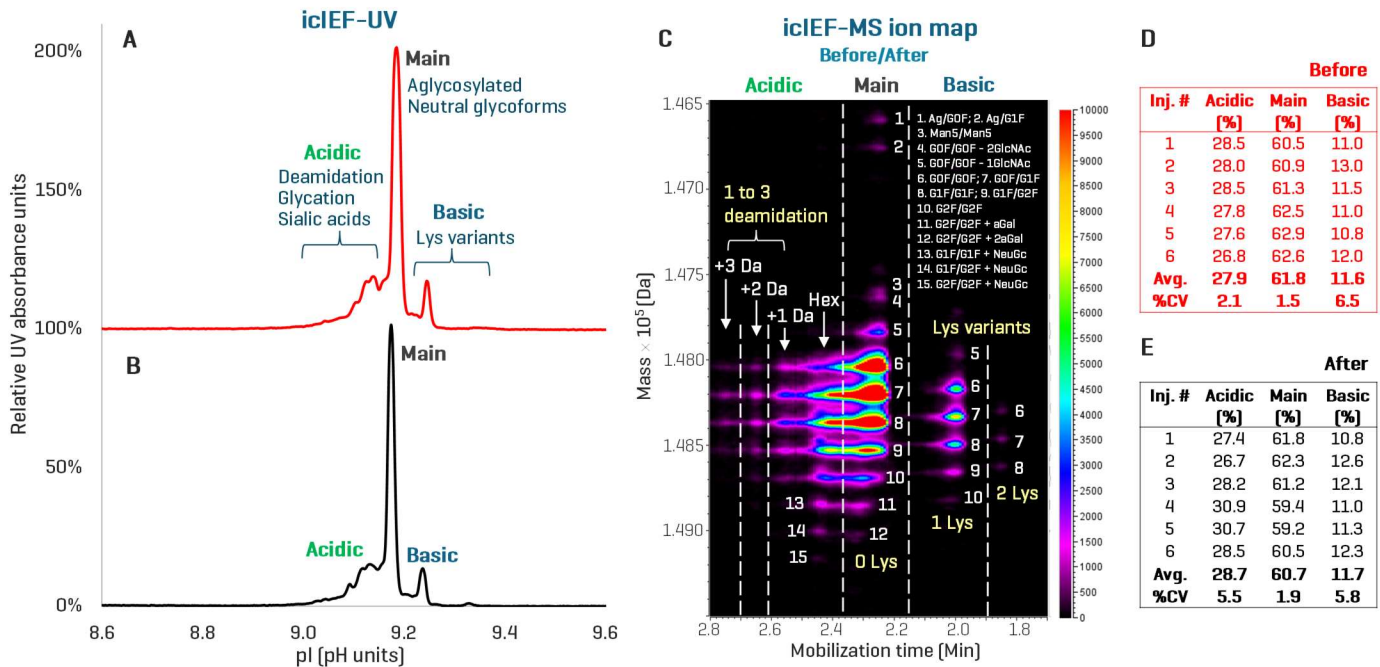 icIEF-UV
A
200%
150%
100%
50%
0%
Relative UV absorbance units
Main
Aglycosylated
Neutral glycoforms
Acidic
Deamidation
Glycation
Sialic acids
Basic
Lys variants
B
Main
Acidic
Basic
8.6 9.0 9.2 9.4 9.6
pI (pH units)
icIEF-MS ion map
C
Before/After
Acidic Main Basic
1.465
1.470
1.475
1.480
1.485
1.490
Mass × 10⁵ (Da)
1 to 3
deamidation
+3 Da
+2 Da
+1 Da
Hex
1
2
3
4
5
6
7
8
9
10
11
12
13
14
15
0 Lys
1. Ag/G0F; 2. Ag/G1F
3. Man5/Man5
4. G0F/G0F - 2GlcNAc
5. G0F/G0F - 1GlcNAc
6. G0F/G0F; 7. G0F/G1F
8. G1F/G1F; 9. G1F/G2F
10. G2F/G2F
11. G2F/G2F + aGal
12. G2F/G2F + 2aGal
13. G1F/G1F + NeuGc
14. G1F/G2F + NeuGc
15. G2F/G2F + NeuGc
Lys variants
5
6
7
8
9
10
1 Lys
6
7
8
2 Lys
2.8 2.6 2.4 2.2 2.0 1.8
Mobilization time (Min)
10000
9500
9000
8500
8000
7500
7000
6500
6000
5500
5000
4500
4000
3500
3000
2500
2000
1500
1000
500
0
D
Before
Inj. # Acidic Main Basic
(%) (%) (%)
1 28.5 60.5 11.0
2 28.0 60.9 13.0
3 28.5 61.3 11.5
4 27.8 62.5 11.0
5 27.6 62.9 10.8
6 26.8 62.6 12.0
Avg. 27.9 61.8 11.6
%CV 2.1 1.5 6.5
E
After
Inj. # Acidic Main Basic
(%) (%) (%)
1 27.4 61.8 10.8
2 26.7 62.3 12.6
3 28.2 61.2 12.1
4 30.9 59.4 11.0
5 30.7 59.2 11.3
6 28.5 60.5 12.3
Avg. 28.7 60.7 11.7
%CV 5.5 1.9 5.8